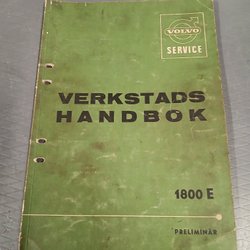 VOLVO
SERVICE
VERKSTADS
HANDBOK
1800 E
PRELIMINÄR